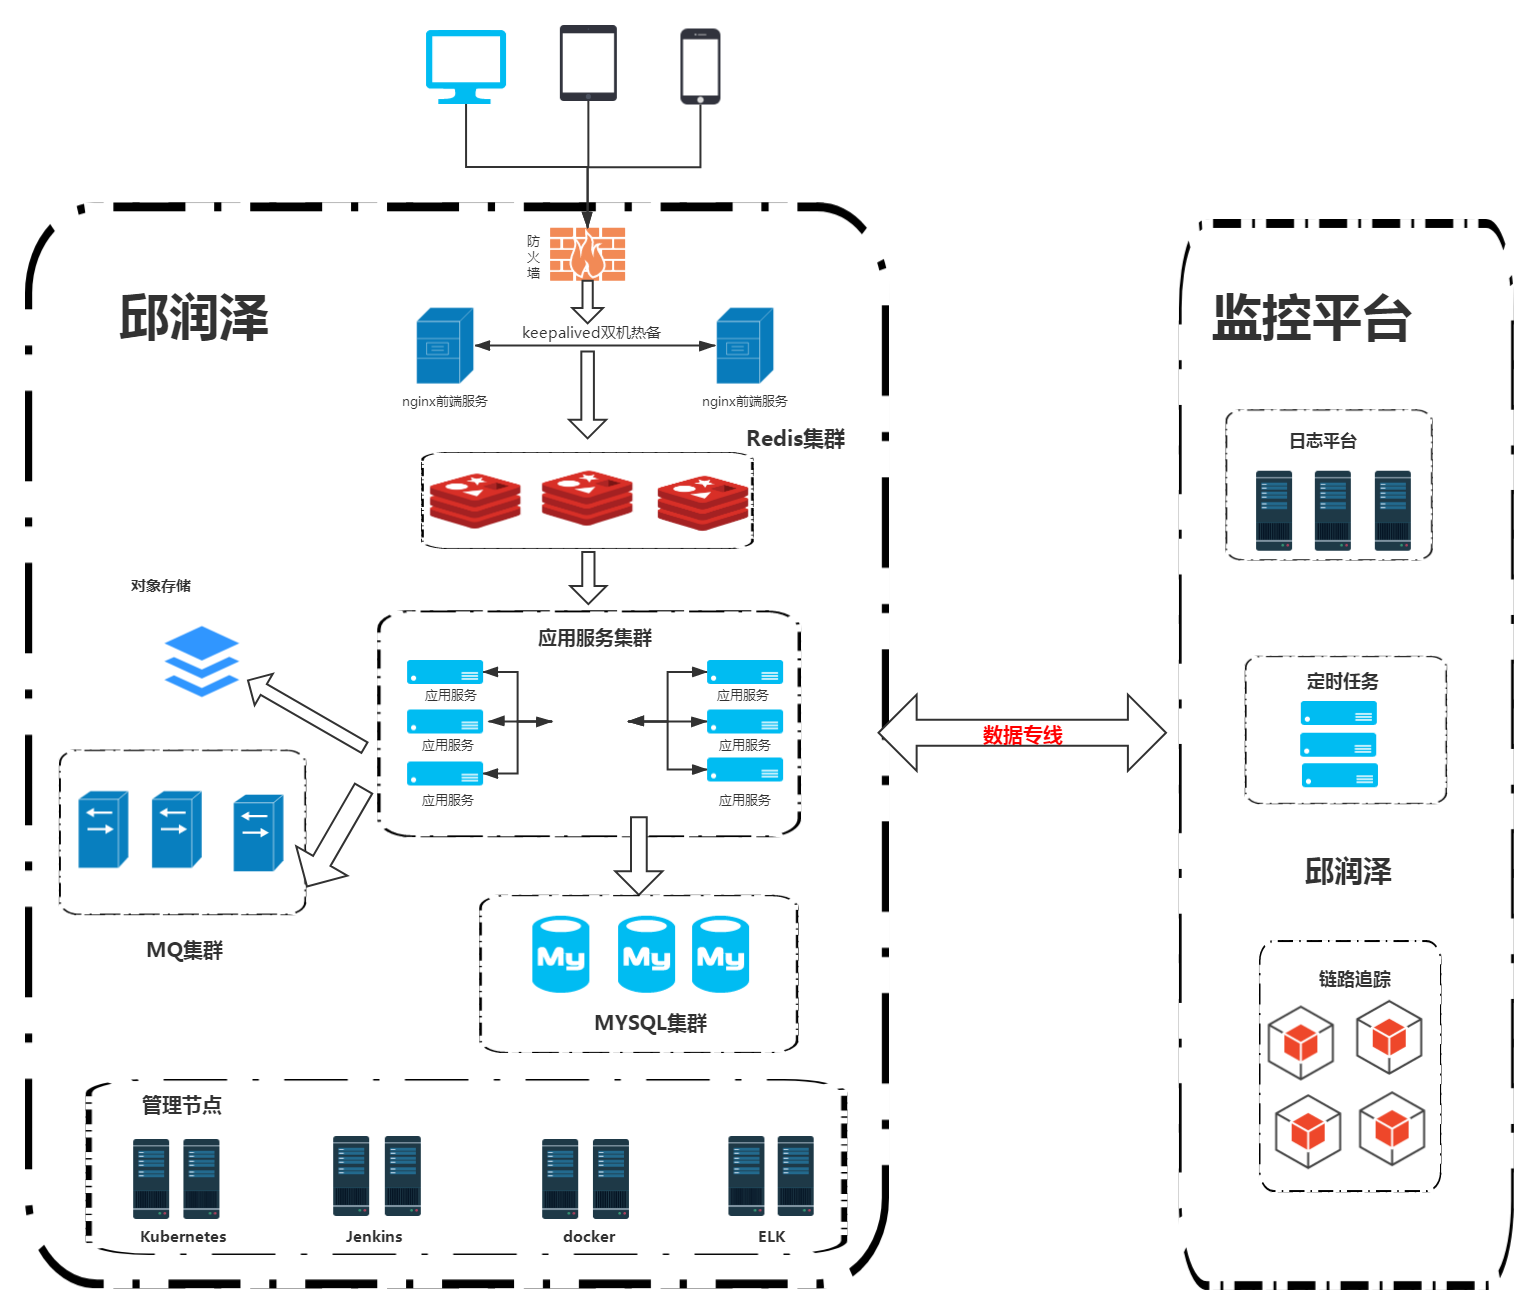 防
火
墙
邱润泽
监控平台
keepalived双机热备
nginx前端服务
nginx前端服务
Redis集群
日志平台
对象存储
应用服务集群
应用服务
应用服务
应用服务
应用服务
应用服务
应用服务
定时任务
数据专线
邱润泽
MQ集群
My
My
My
MYSQL集群
链路追踪
管理节点
Kubernetes
Jenkins
docker
ELK